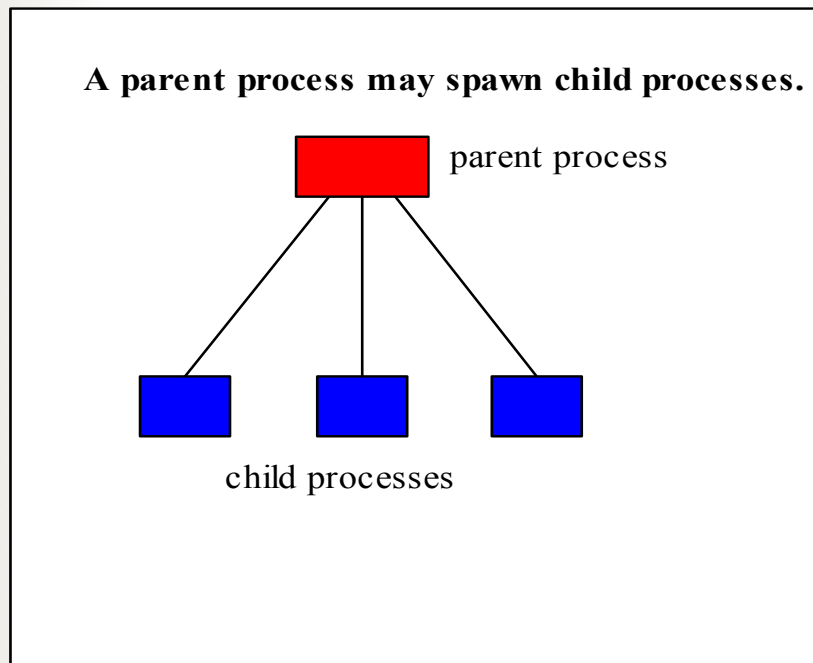 A parent process may spawn child processes.
parent process
child processes